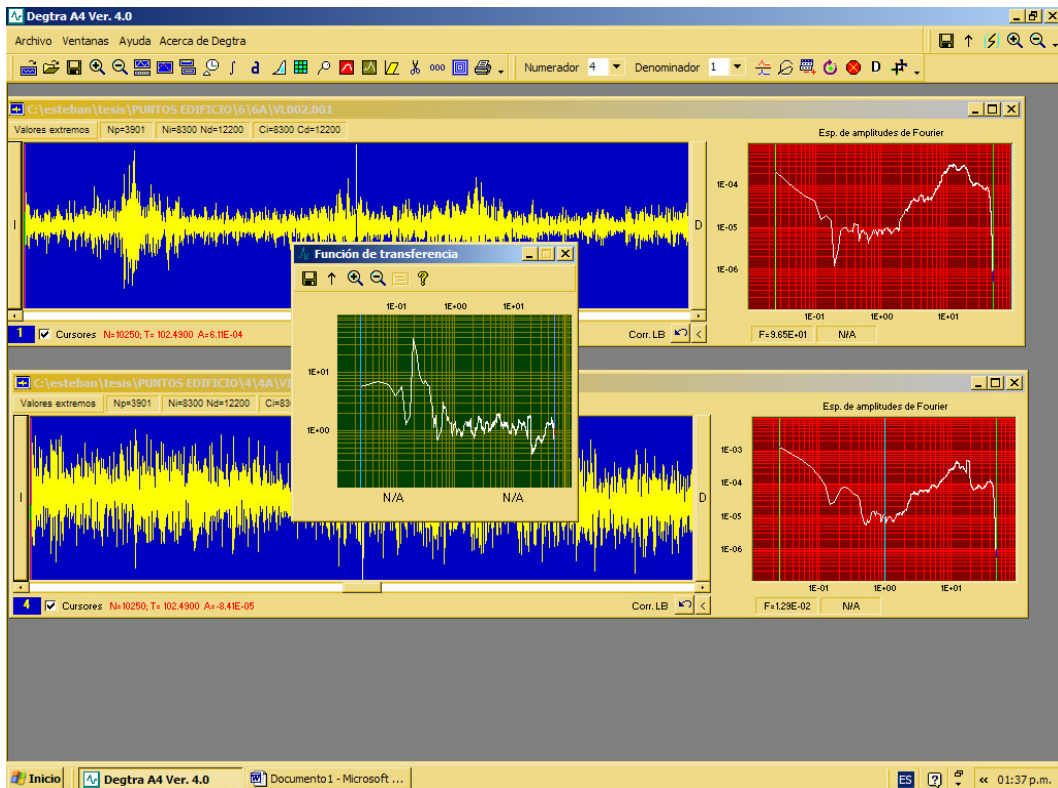 Degtra A4 Ver. 4.0
Archivo Ventanas Ayuda Acerca de Degtra
Numerador 4 Denominador 1 D
C:\esteban\tesis\PUNTOS EDIFICIO\6\6A\VL002.001
Valores extremos Np=3901 Ni=8300 Nd=12200 Ci=8300 Cd=12200
Esp. de amplitudes de Fourier
I
D
1E-04
1E-05
1E-06
1E-01 1E+00 1E+01
1 Cursores N=10250; T= 102.4900 A=6.11E-04
Corr. LB <
F=9.65E+01 N/A
Función de transferencia
1E-01 1E+00 1E+01
1E+01
1E+00
N/A N/A
C:\esteban\tesis\PUNTOS EDIFICIO\4\4A\
Valores extremos Np=3901 Ni=8300 Nd=12200
Esp. de amplitudes de Fourier
I
D
1E-03
1E-04
1E-05
1E-06
1E-01 1E+00 1E+01
4 Cursores N=10250; T= 102.4900 A=-8.41E-05
Corr. LB <
F=1.29E-02 N/A
Inicio Degtra A4 Ver. 4.0 Documento1 - Microsoft ... ES « 01:37 p.m.